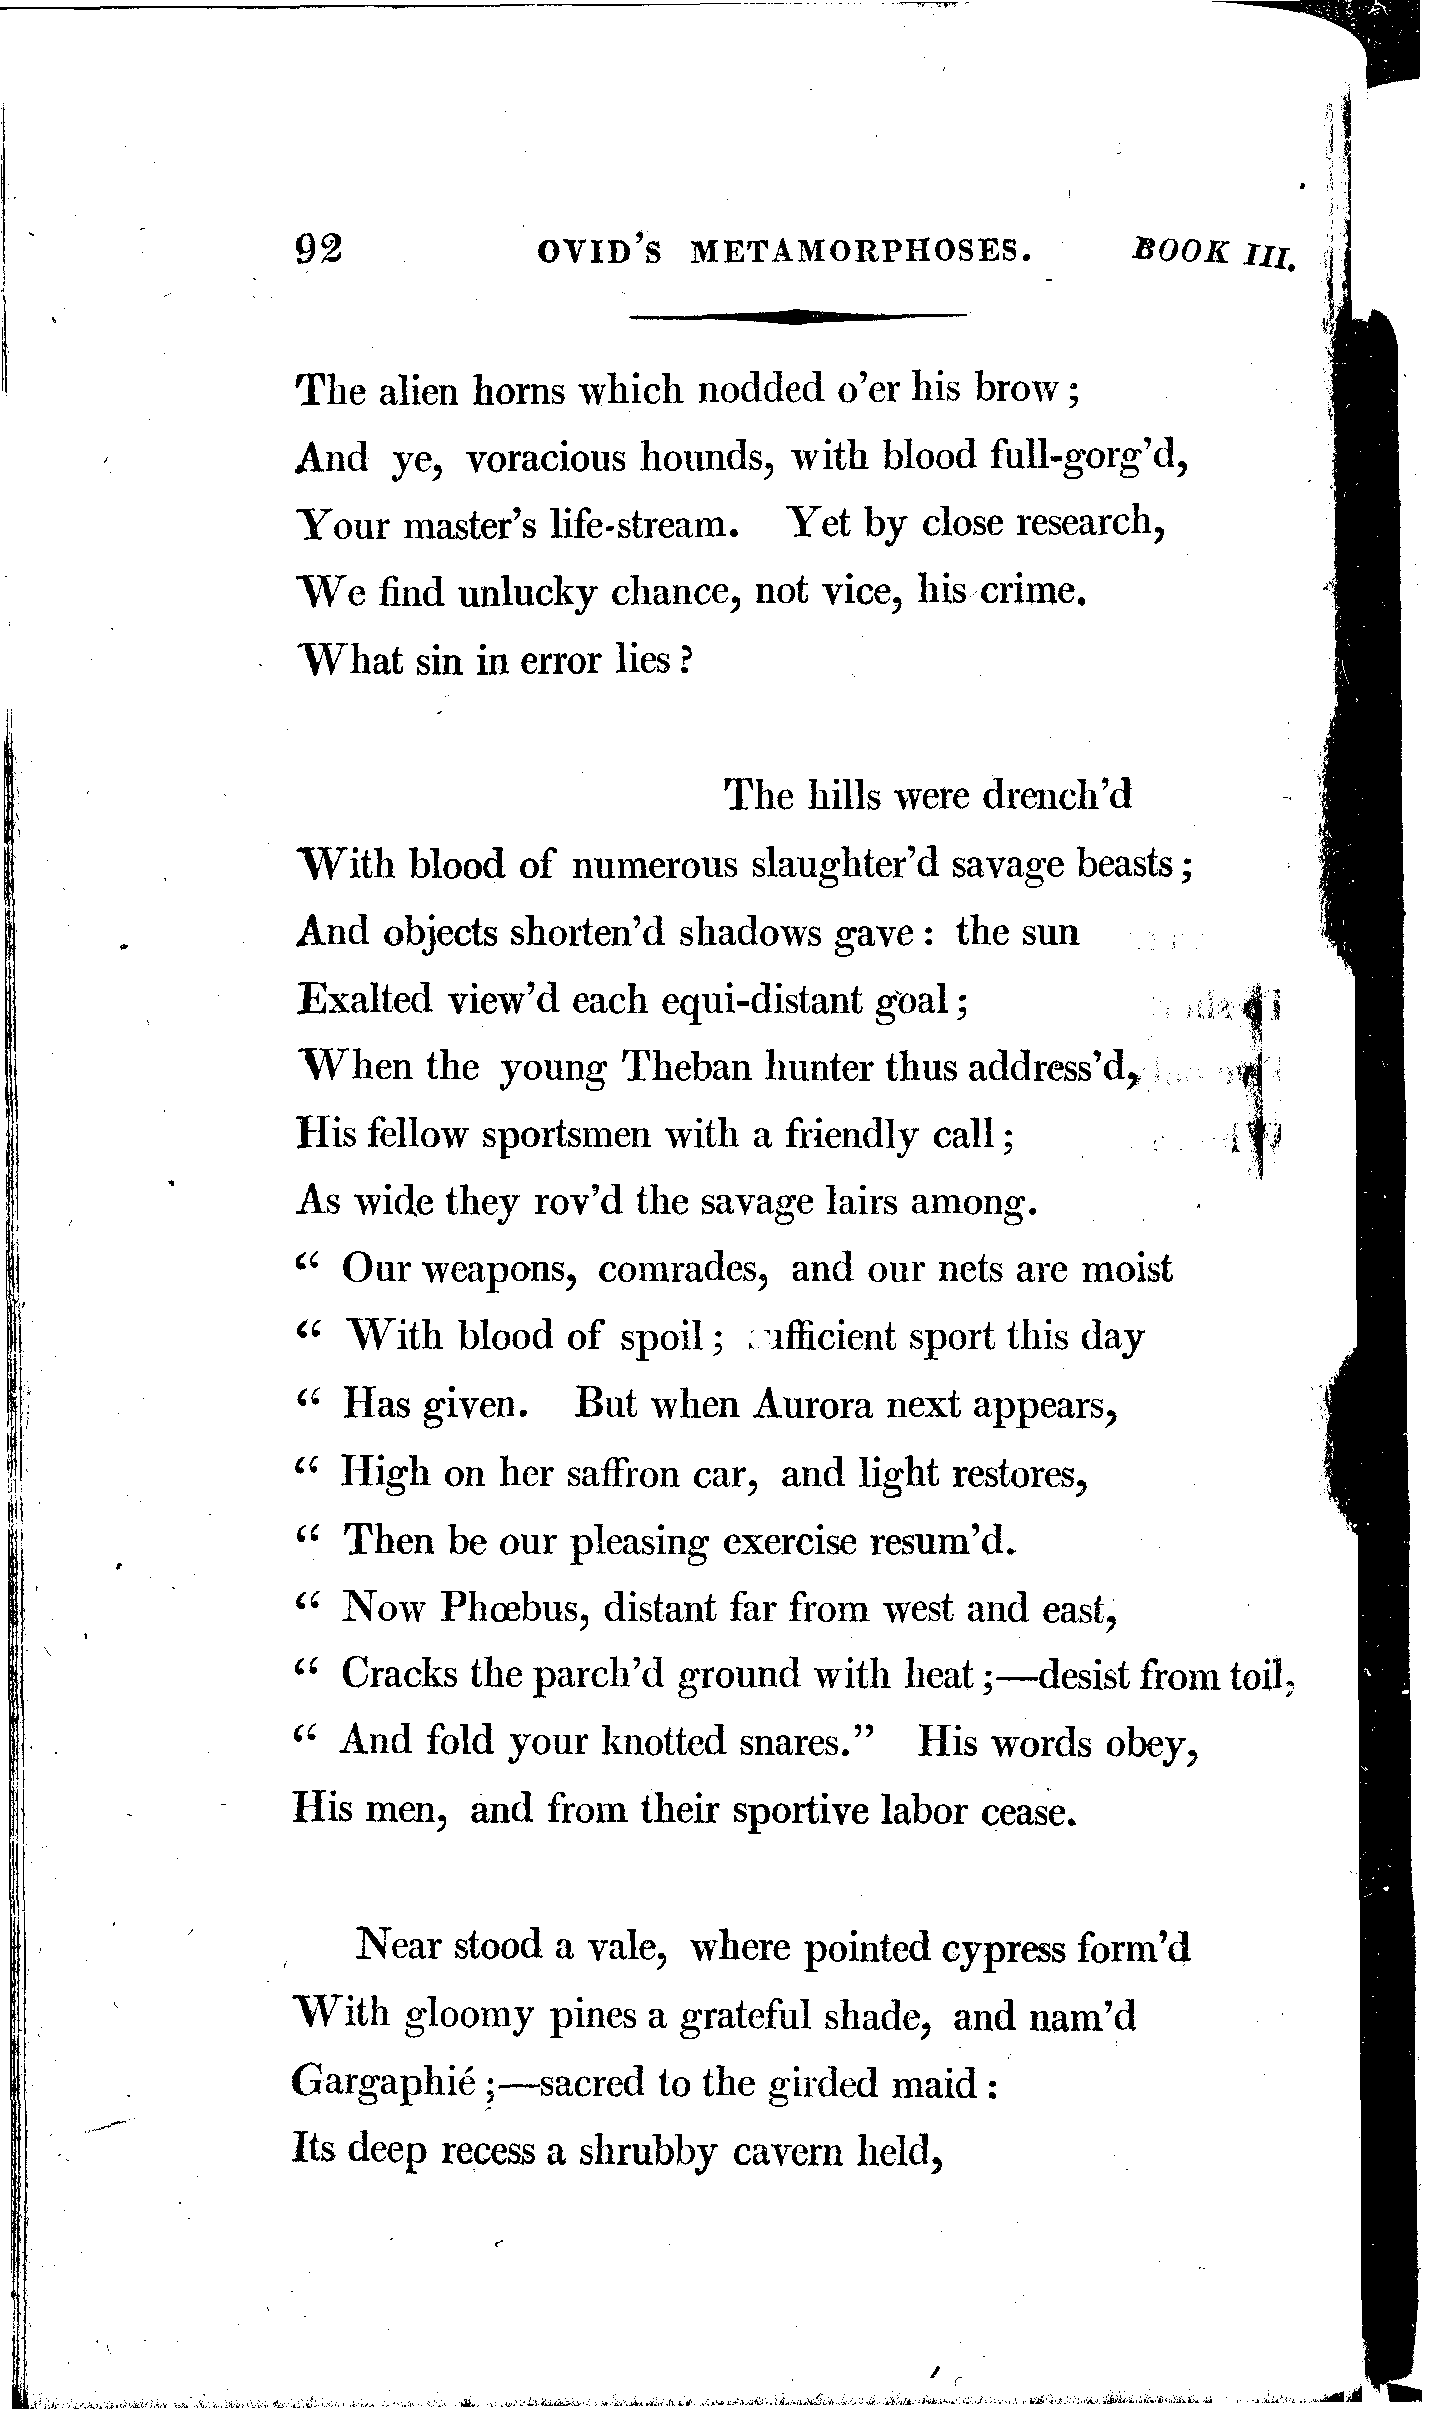 92 OVID'S METAMORPHOSES. BOOK III.
The alien horns which nodded o'er his brow;
And ye, voracious hounds, with blood full-gorg'd,
Your master's life-stream. Yet by close research,
We find unlucky chance, not vice, his crime.
What sin in error lies?
The hills were drench'd
With blood of numerous slaughter'd savage beasts;
And objects shorten'd shadows gave: the sun
Exalted view'd each equi-distant goal;
When the young Theban hunter thus address'd,
His fellow sportsmen with a friendly call;
As wide they rov'd the savage lairs among.
“ Our weapons, comrades, and our nets are moist
“ With blood of spoil; sufficient sport this day
“ Has given. But when Aurora next appears,
“ High on her saffron car, and light restores,
“ Then be our pleasing exercise resum'd.
“ Now Phœbus, distant far from west and east,
“ Cracks the parch'd ground with heat;—desist from toil,
“ And fold your knotted snares.” His words obey,
His men, and from their sportive labor cease.
Near stood a vale, where pointed cypress form'd
With gloomy pines a grateful shade, and nam'd
Gargaphié;—sacred to the girded maid:
Its deep recess a shrubby cavern held,